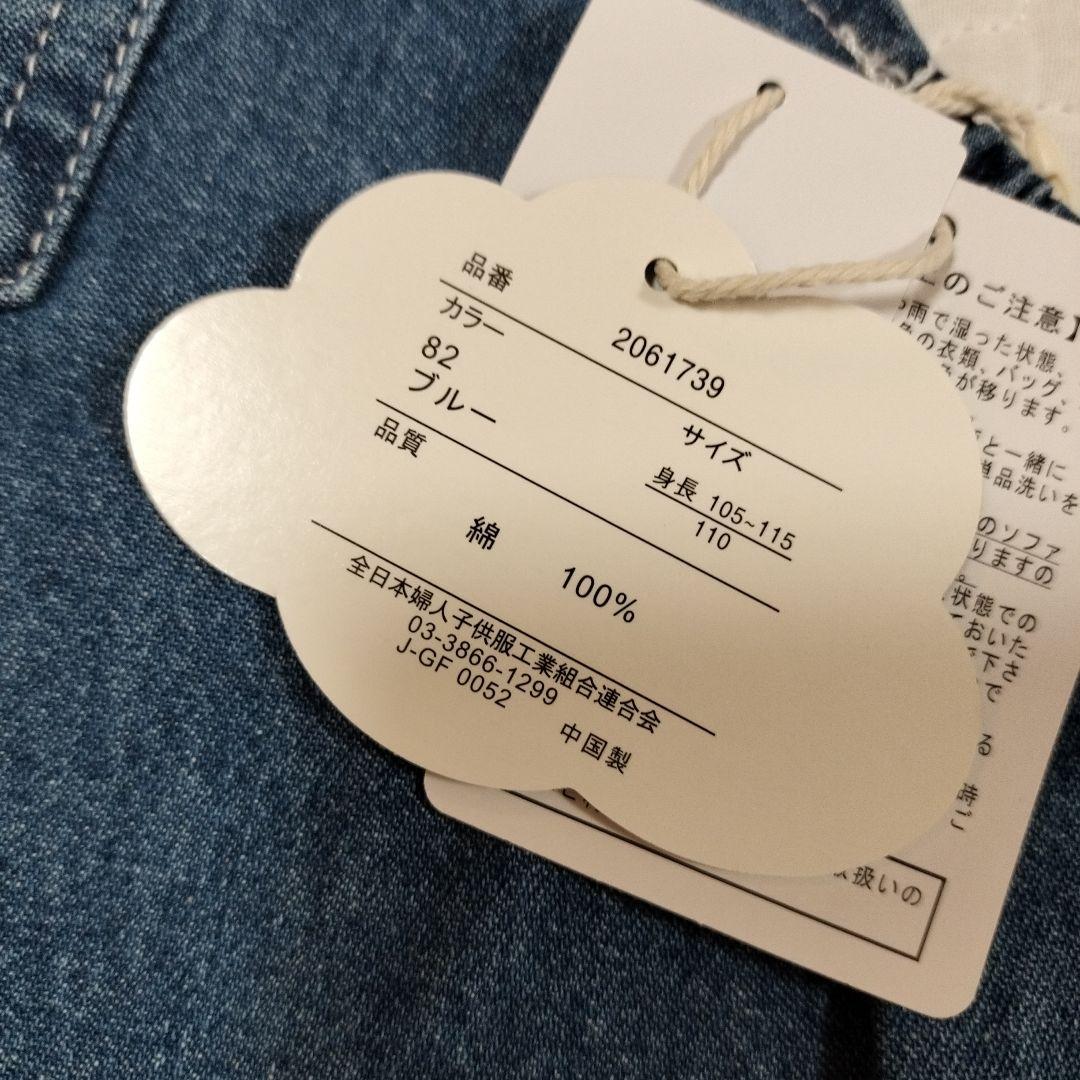 品番
2061739
カラー
サイズ
82
ブルー
身長 105~115
110
品質
綿 100%
全日本婦人子供服工業組合連合会
03-3866-1299
J-GF 0052
中国製
のご注意】
雨で湿った状態、
の衣類、バッグ、
が移ります。
と一緒に
単品洗いを
のソファ
りますの
状態での
ておいた
下さ
で
る
時
ご
扱いの